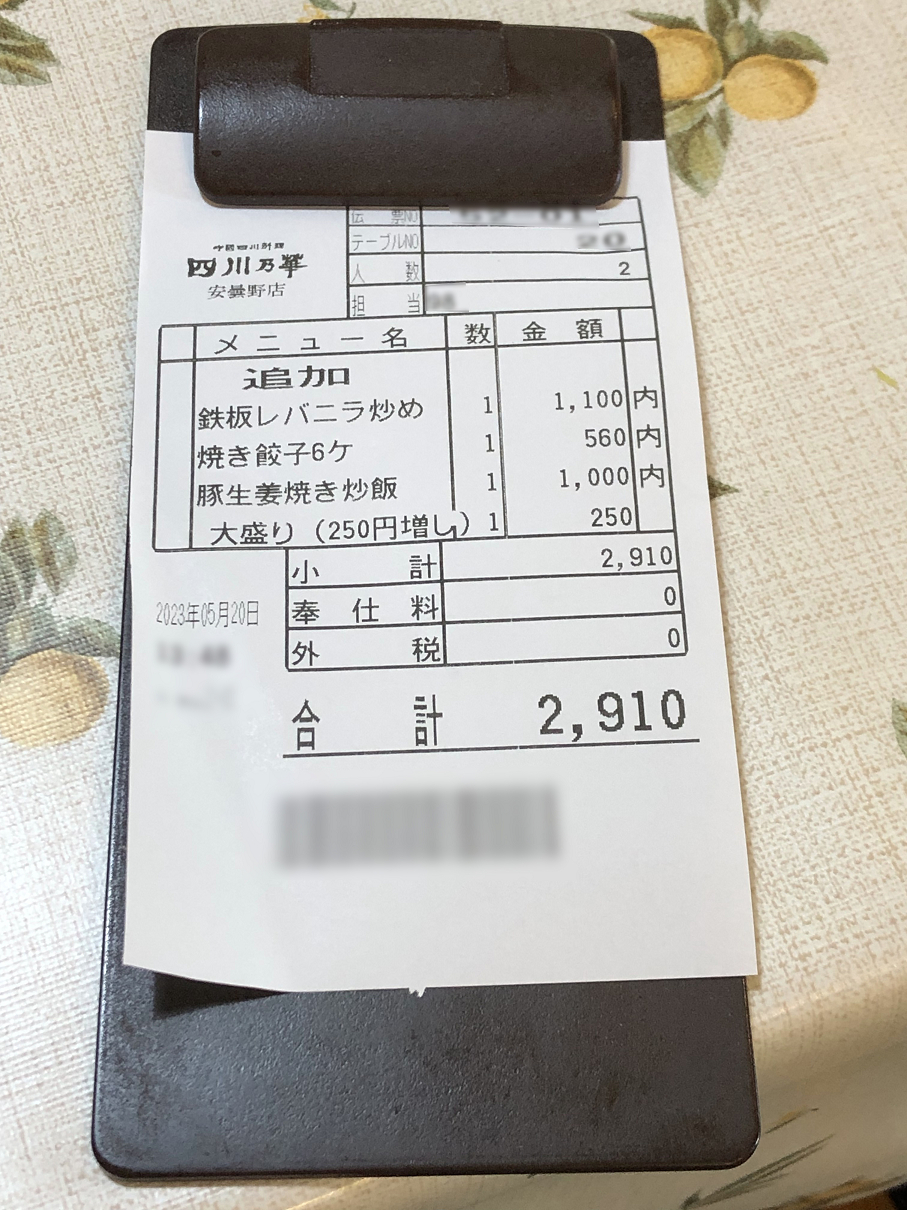 中國四川料理
四川乃華
安曇野店
伝票NO
テーブルNO
人数 2
担当
メニュー名 数 金額
追加
鉄板レバニラ炒め 1 1,100 内
焼き餃子6ケ 1 560 内
豚生姜焼き炒飯 1 1,000 内
大盛り（250円増し） 1 250
小計 2,910
奉仕料 0
外税 0
2023年05月20日
合計 2,910